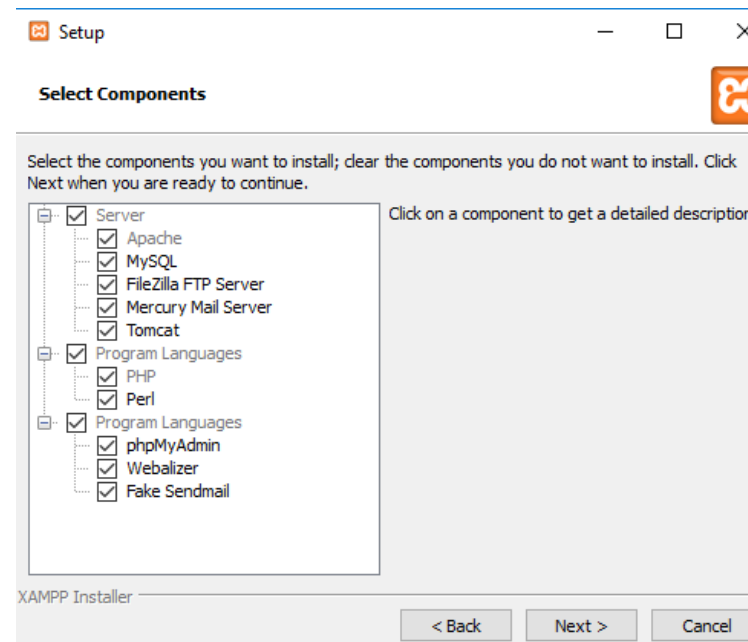 Setup
Select Components
Select the components you want to install; clear the components you do not want to install. Click
Next when you are ready to continue.
Server
Apache
MySQL
FileZilla FTP Server
Mercury Mail Server
Tomcat
Program Languages
PHP
Perl
Program Languages
phpMyAdmin
Webalizer
Fake Sendmail
Click on a component to get a detailed description
XAMPP Installer
< Back
Next >
Cancel